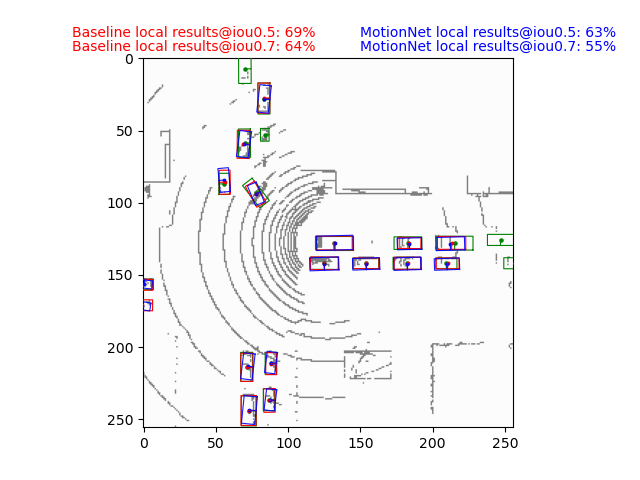 Baseline local results@iou0.5: 69% MotionNet local results@iou0.5: 63%
Baseline local results@iou0.7: 64% MotionNet local results@iou0.7: 55%
0
50
100
150
200
250
0 50 100 150 200 250